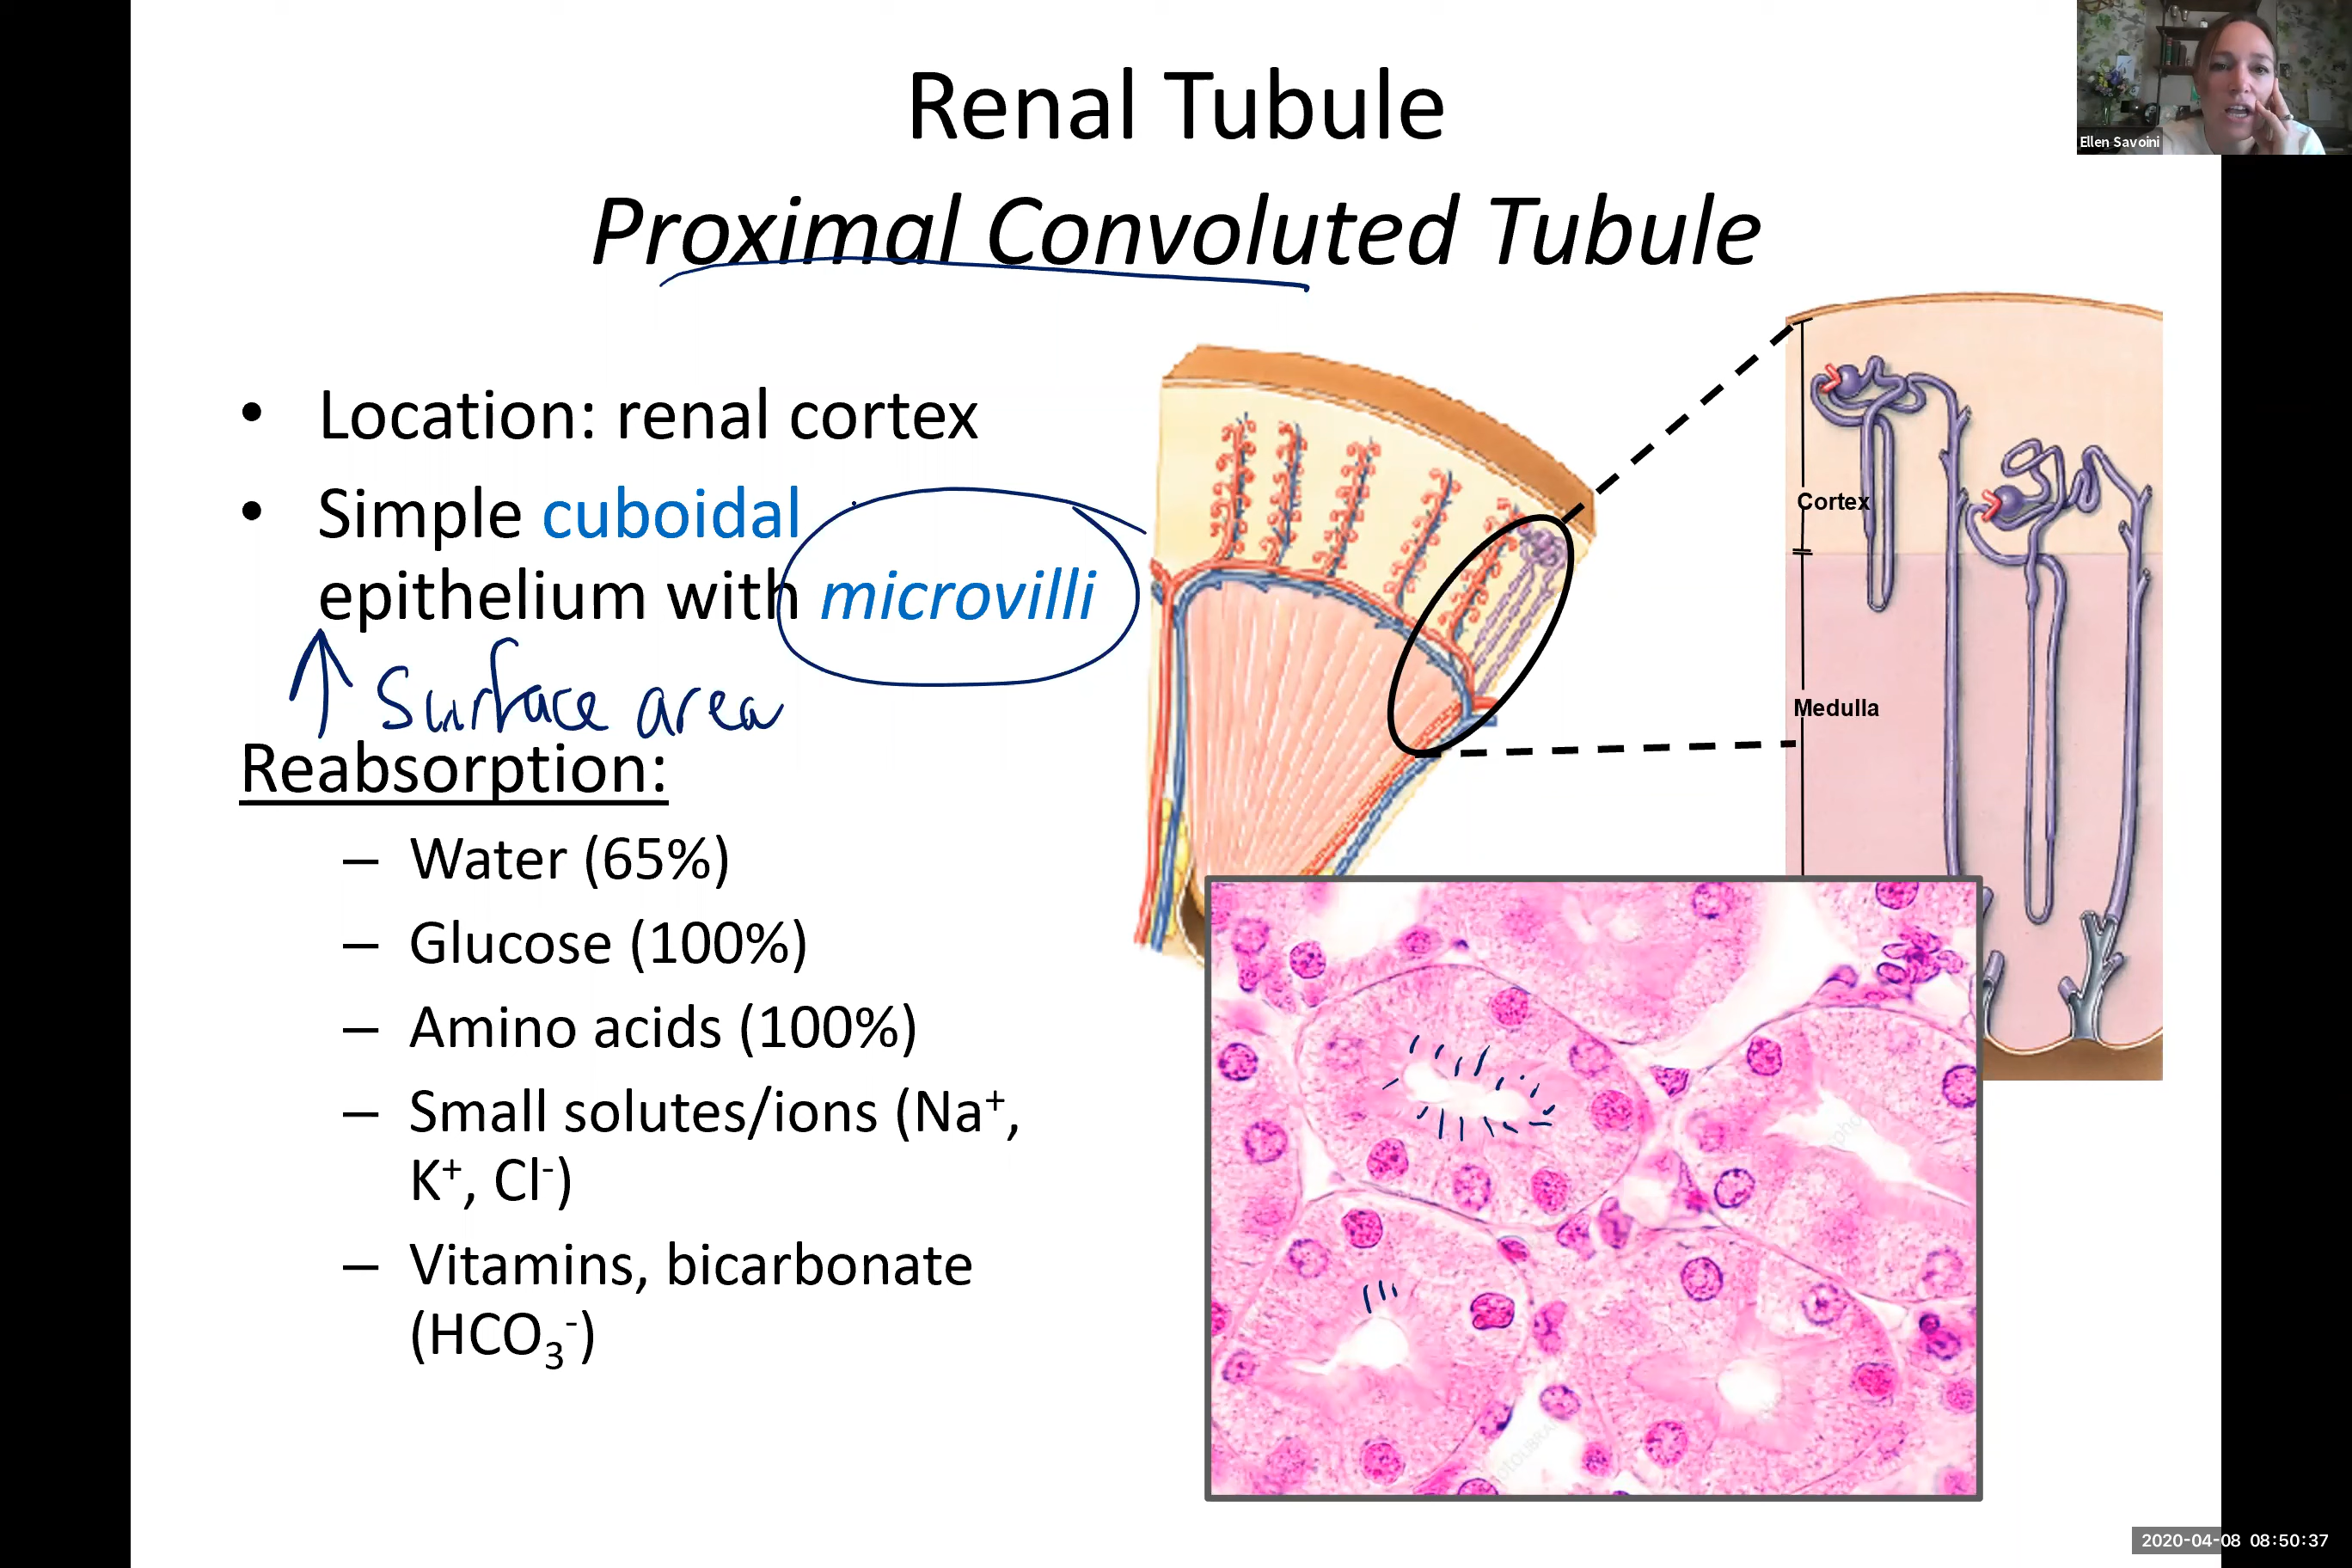 Renal Tubule
Proximal Convoluted Tubule
Ellen Savoini
• Location: renal cortex
• Simple cuboidal
epithelium with microvilli
↑ Surface area
Reabsorption:
– Water (65%)
– Glucose (100%)
– Amino acids (100%)
– Small solutes/ions (Na⁺,
K⁺, Cl⁻)
– Vitamins, bicarbonate
(HCO₃⁻)
Cortex
Medulla
2020-04-08 08:50:37